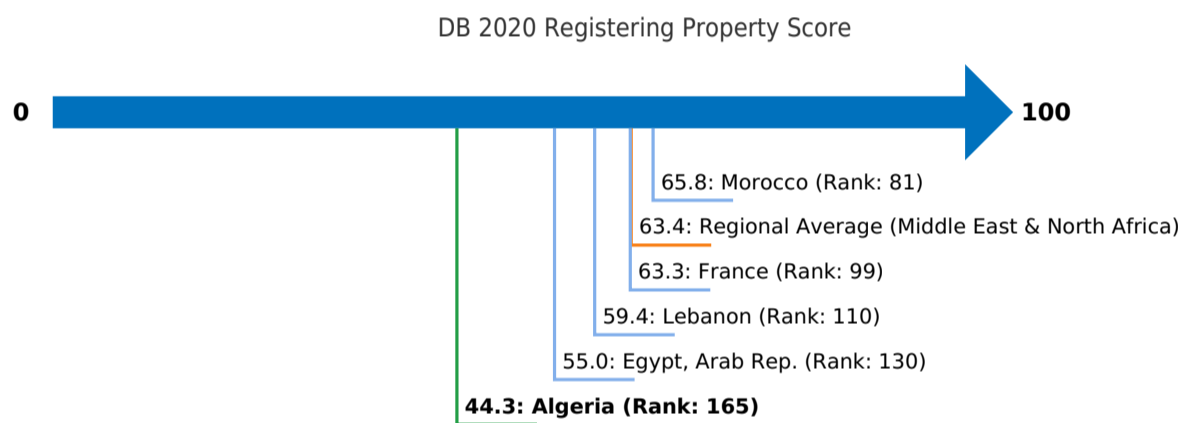 DB 2020 Registering Property Score
0
100
65.8: Morocco (Rank: 81)
63.4: Regional Average (Middle East & North Africa)
63.3: France (Rank: 99)
59.4: Lebanon (Rank: 110)
55.0: Egypt, Arab Rep. (Rank: 130)
44.3: Algeria (Rank: 165)